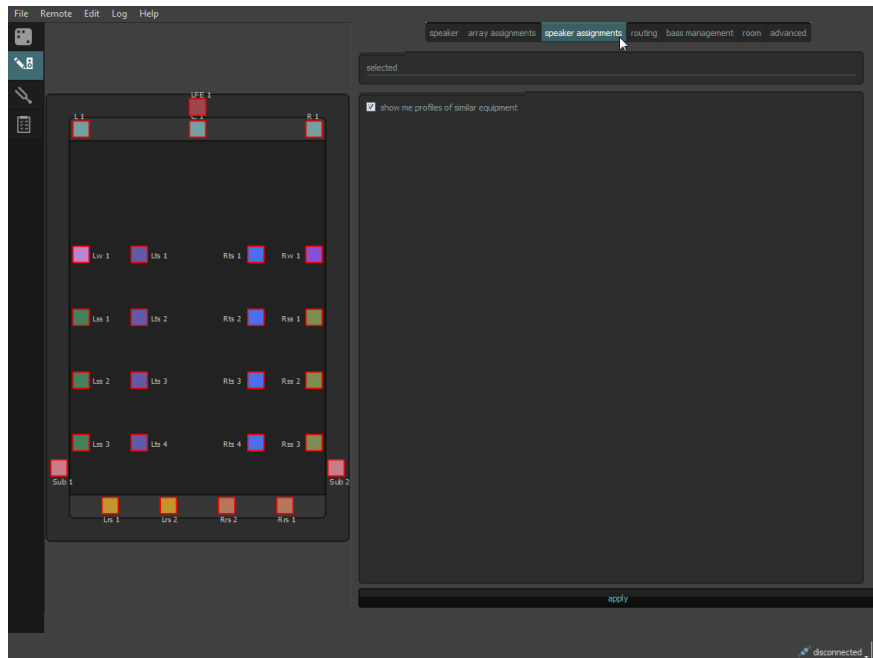 File Remote Edit Log Help
speaker array assignments speaker assignments routing bass management room advanced
selected
show me profiles of similar equipment
LFE 1
L 1 C 1 R 1
Lw 1 Lts 1 Rts 1 Rw 1
Lss 1 Lts 2 Rts 2 Rss 1
Lss 2 Lts 3 Rts 3 Rss 2
Lss 3 Lts 4 Rts 4 Rss 3
Sub 1 Sub 2
Lrs 1 Lrs 2 Rrs 2 Rrs 1
apply
disconnected